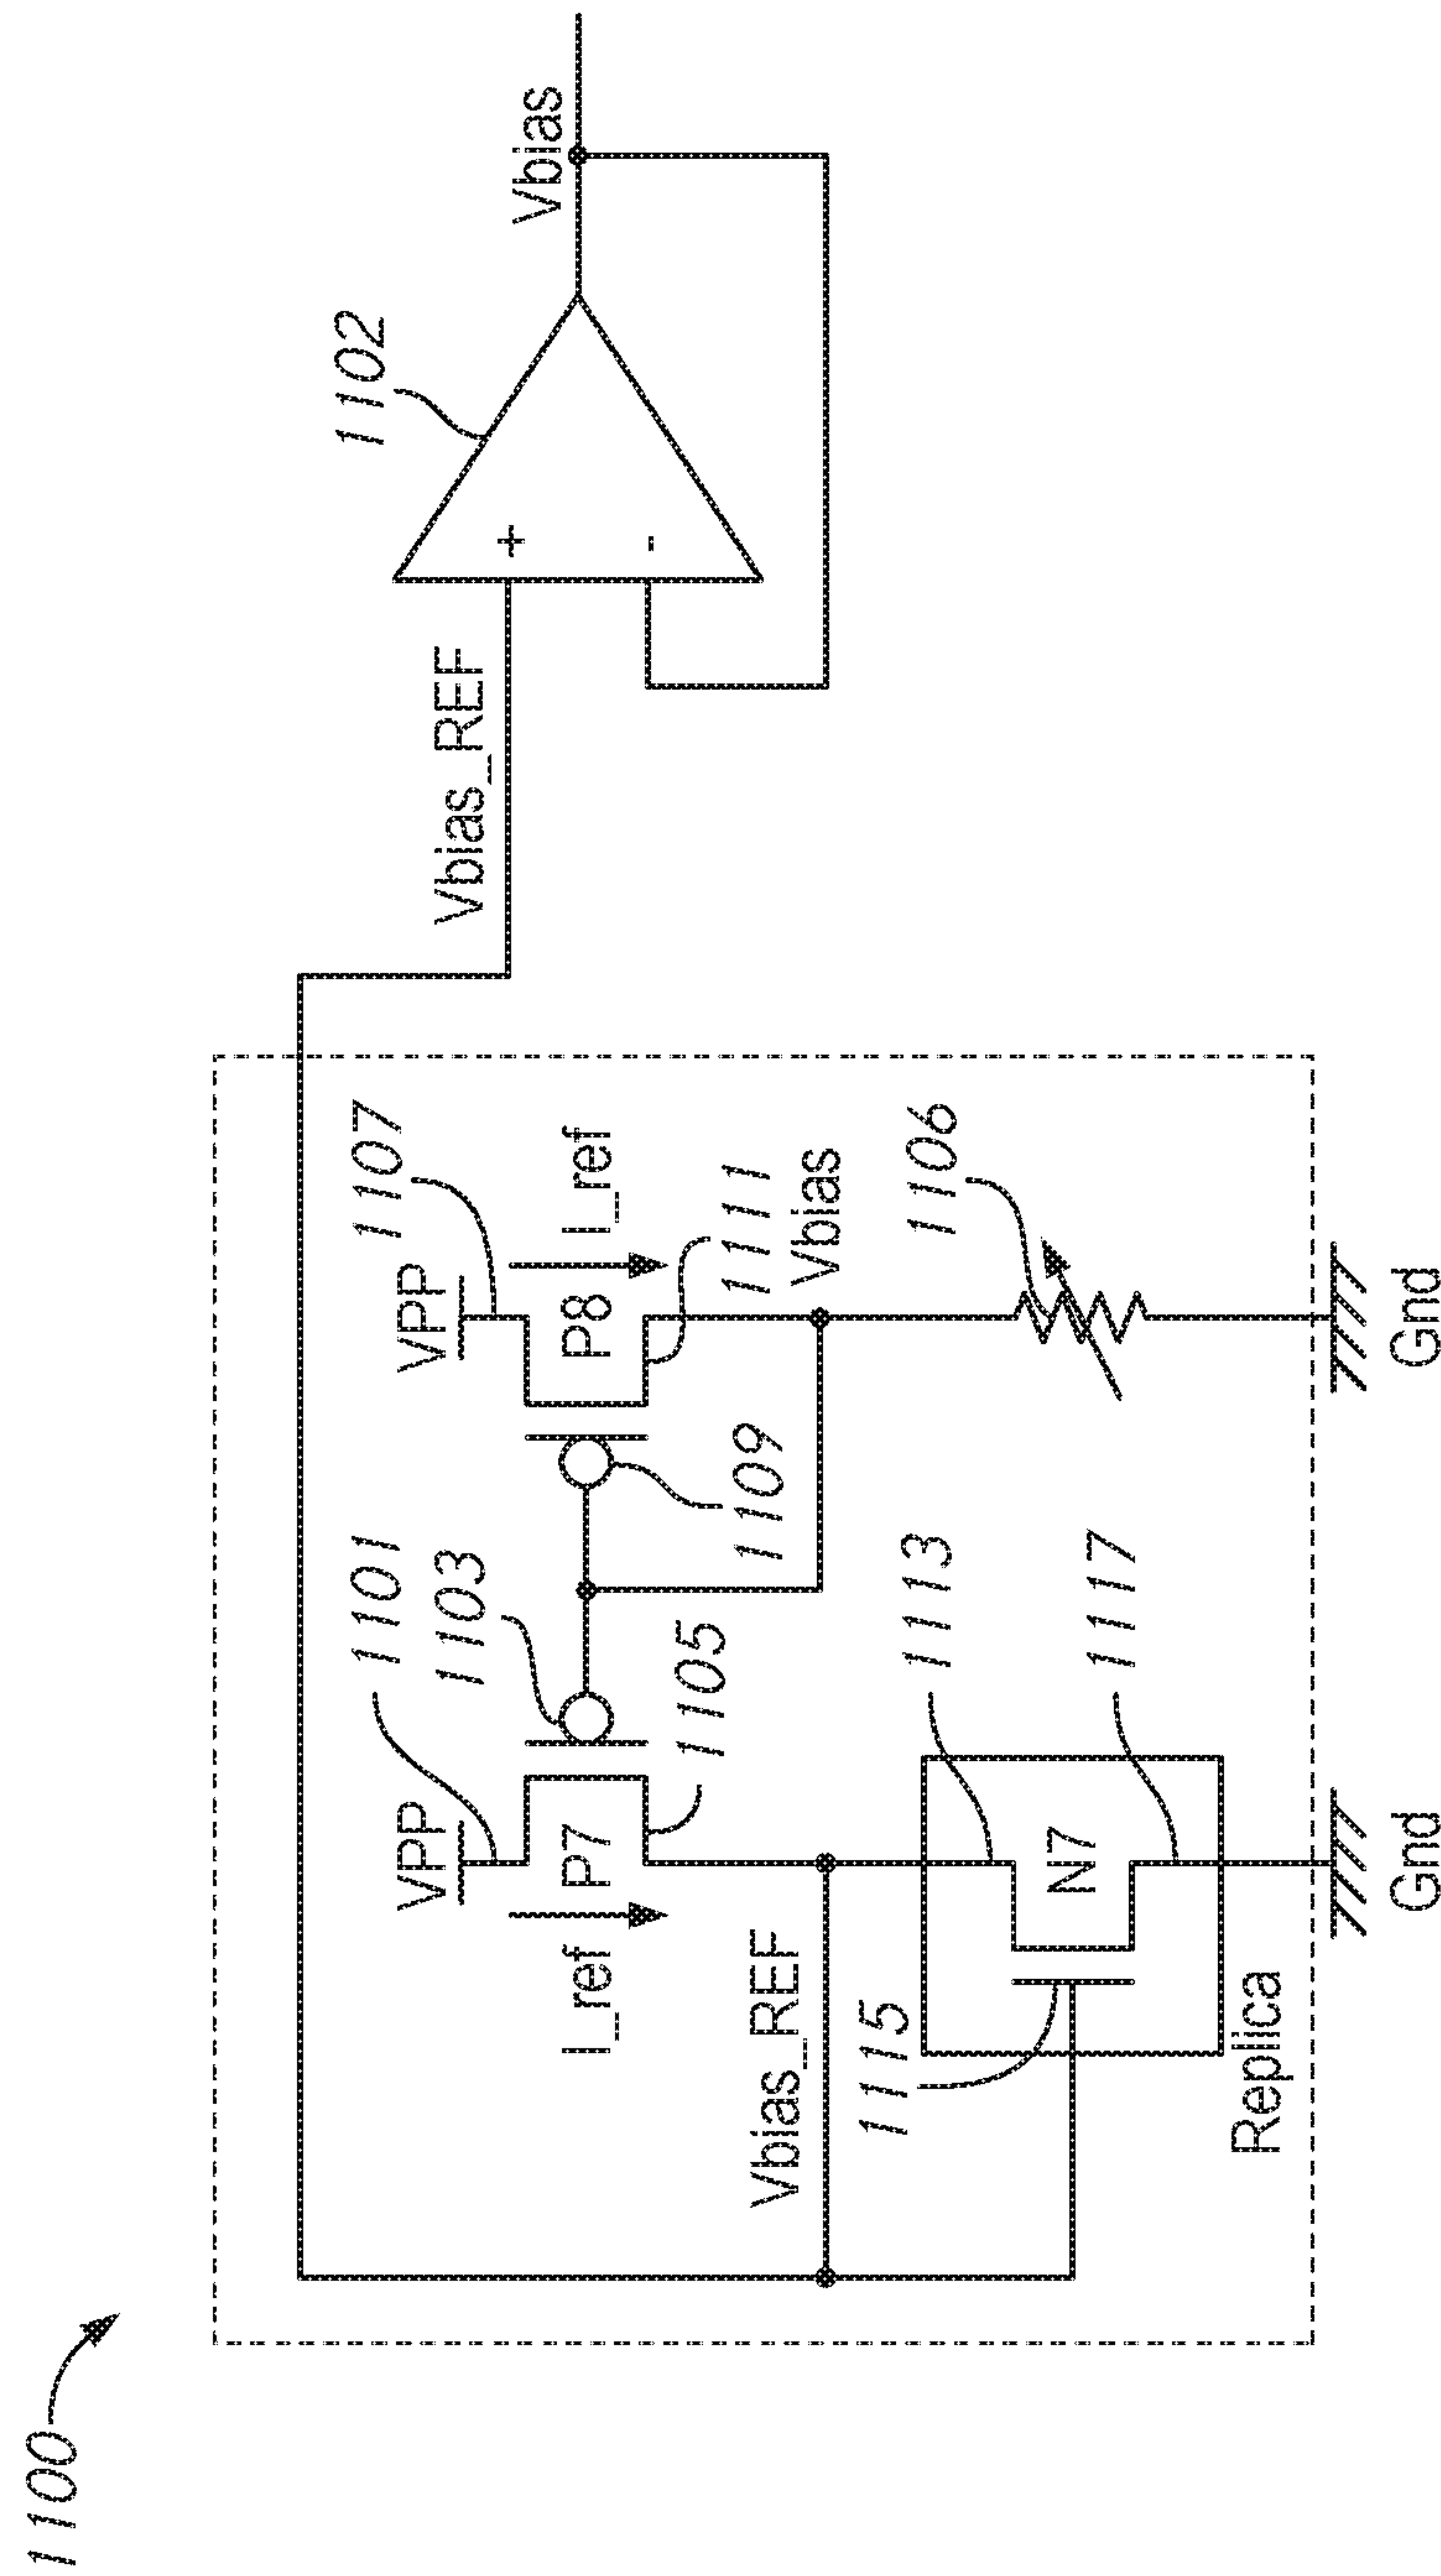 1100
1102
Vbias
Vbias_REF
+
-
1101
1107
VPP
VPP
1103
I_ref
P7
P8
I_ref
1105
1109
1111
Vbias_REF
Vbias
1115
1113
1106
N7
1117
Replica
Gnd
Gnd